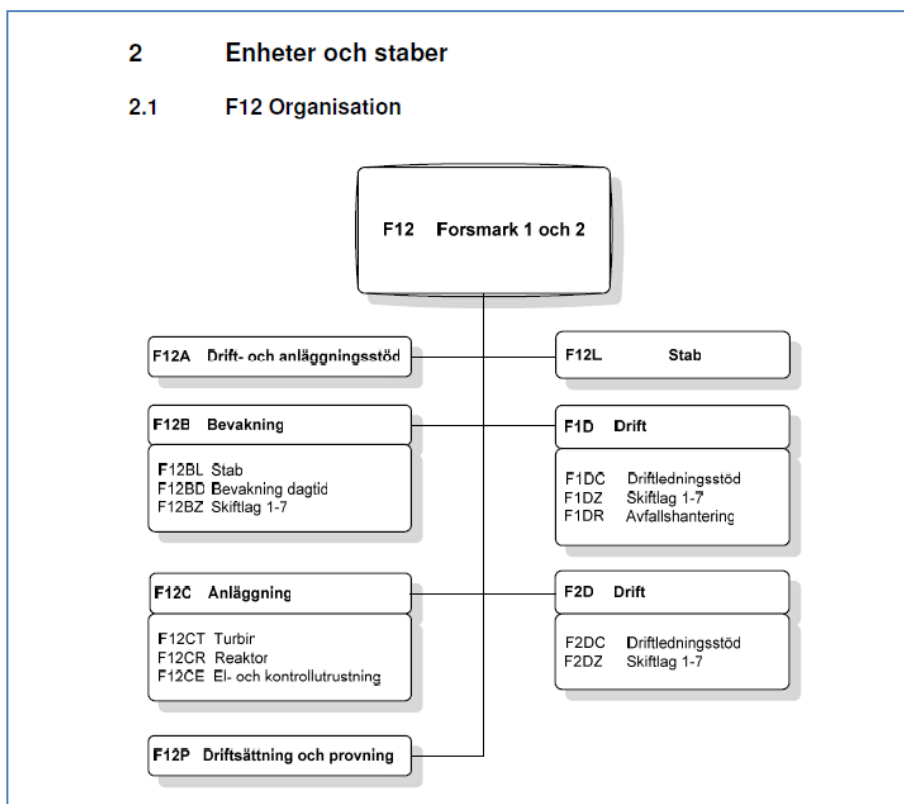 2 Enheter och staber
2.1 F12 Organisation
F12 Forsmark 1 och 2
F12A Drift- och anläggningsstöd
F12L Stab
F12B Bevakning
F12BL Stab
F12BD Bevakning dagtid
F12BZ Skiftlag 1-7
F1D Drift
F1DC Driftledningsstöd
F1DZ Skiftlag 1-7
F1DR Avfallshantering
F12C Anläggning
F12CT Turbin
F12CR Reaktor
F12CE El- och kontrollutrustning
F2D Drift
F2DC Driftledningsstöd
F2DZ Skiftlag 1-7
F12P Driftsättning och provning